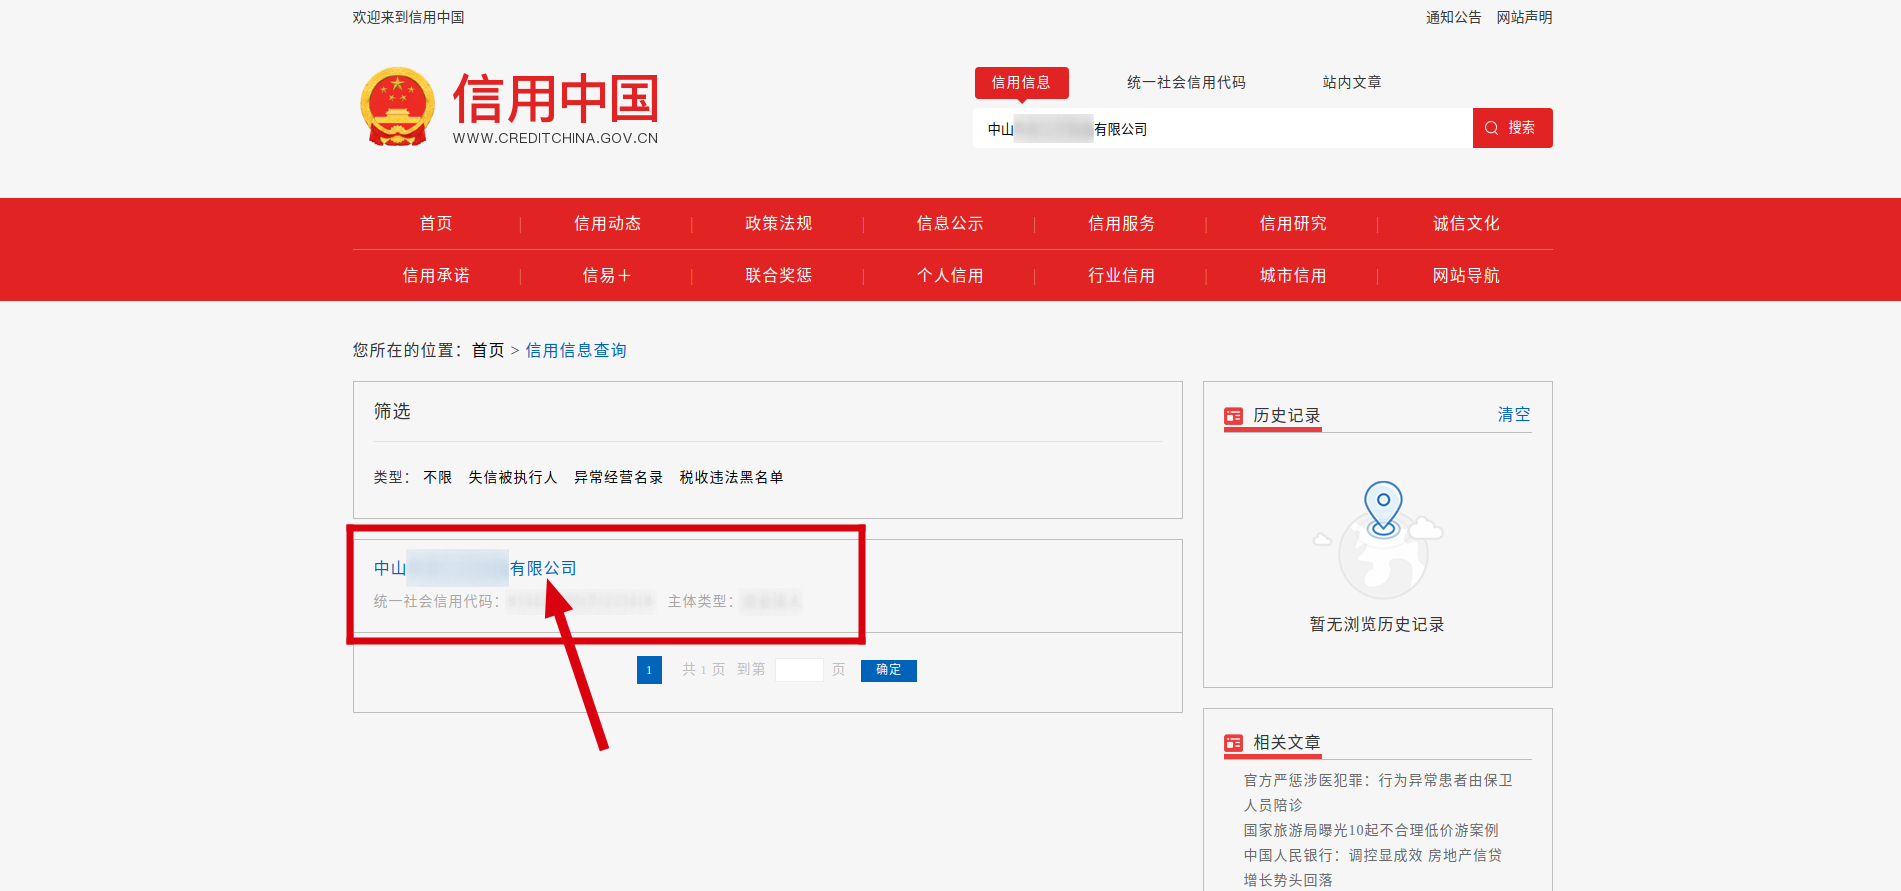 欢迎来到信用中国
通知公告 网站声明
信用中国
WWW.CREDITCHINA.GOV.CN
信用信息 统一社会信用代码 站内文章
中山 有限公司
搜索
首页 信用动态 政策法规 信息公示 信用服务 信用研究 诚信文化
信用承诺 信易＋ 联合奖惩 个人信用 行业信用 城市信用 网站导航
您所在的位置：首页 > 信用信息查询
筛选
类型： 不限 失信被执行人 异常经营名录 税收违法黑名单
中山 有限公司
统一社会信用代码： 主体类型：
1 共 1 页 到第 页 确定
历史记录 清空
暂无浏览历史记录
相关文章
官方严惩涉医犯罪：行为异常患者由保卫
人员陪诊
国家旅游局曝光10起不合理低价游案例
中国人民银行：调控显成效 房地产信贷
增长势头回落